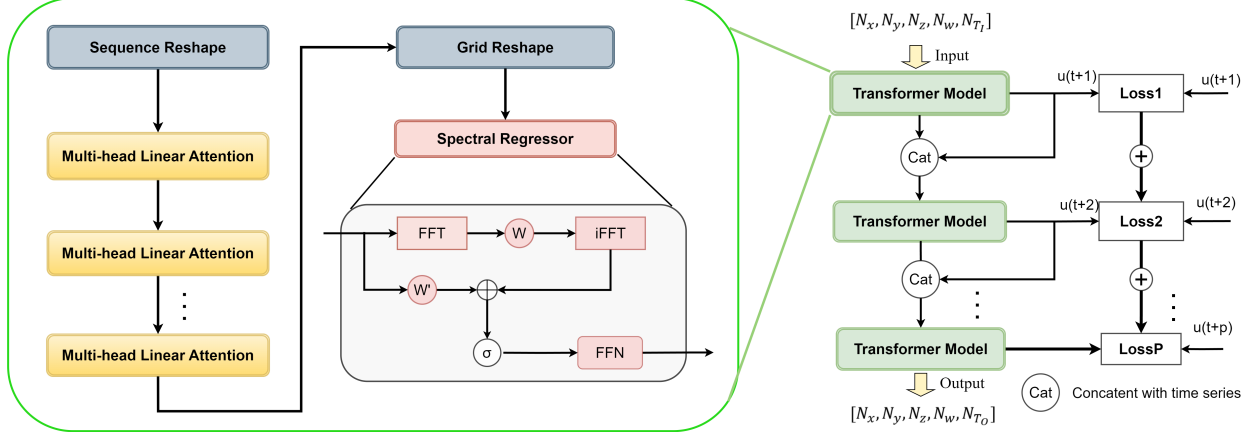 Sequence Reshape
Multi-head Linear Attention
Multi-head Linear Attention
Multi-head Linear Attention
Grid Reshape
Spectral Regressor
FFT
W
iFFT
W'
σ
FFN
[N_x, N_y, N_z, N_w, N_{T_I}]
Input
Transformer Model
u(t+1)
Loss1
u(t+1)
Cat
+
Transformer Model
u(t+2)
Loss2
u(t+2)
Cat
+
Transformer Model
LossP
u(t+p)
Output
[N_x, N_y, N_z, N_w, N_{T_O}]
Cat
Concatent with time series